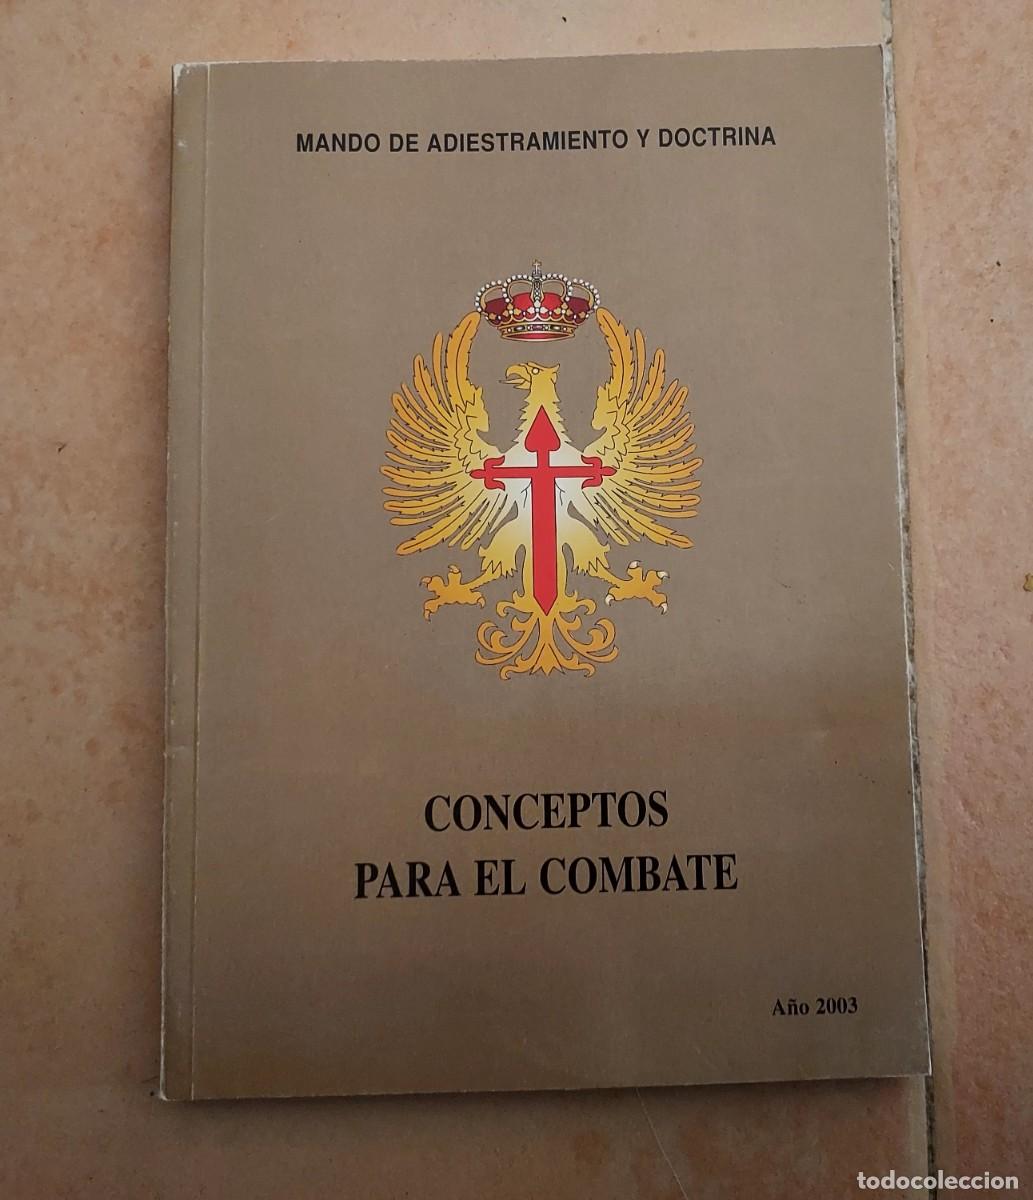 MANDO DE ADIESTRAMIENTO Y DOCTRINA
CONCEPTOS
PARA EL COMBATE
Año 2003
todocoleccion